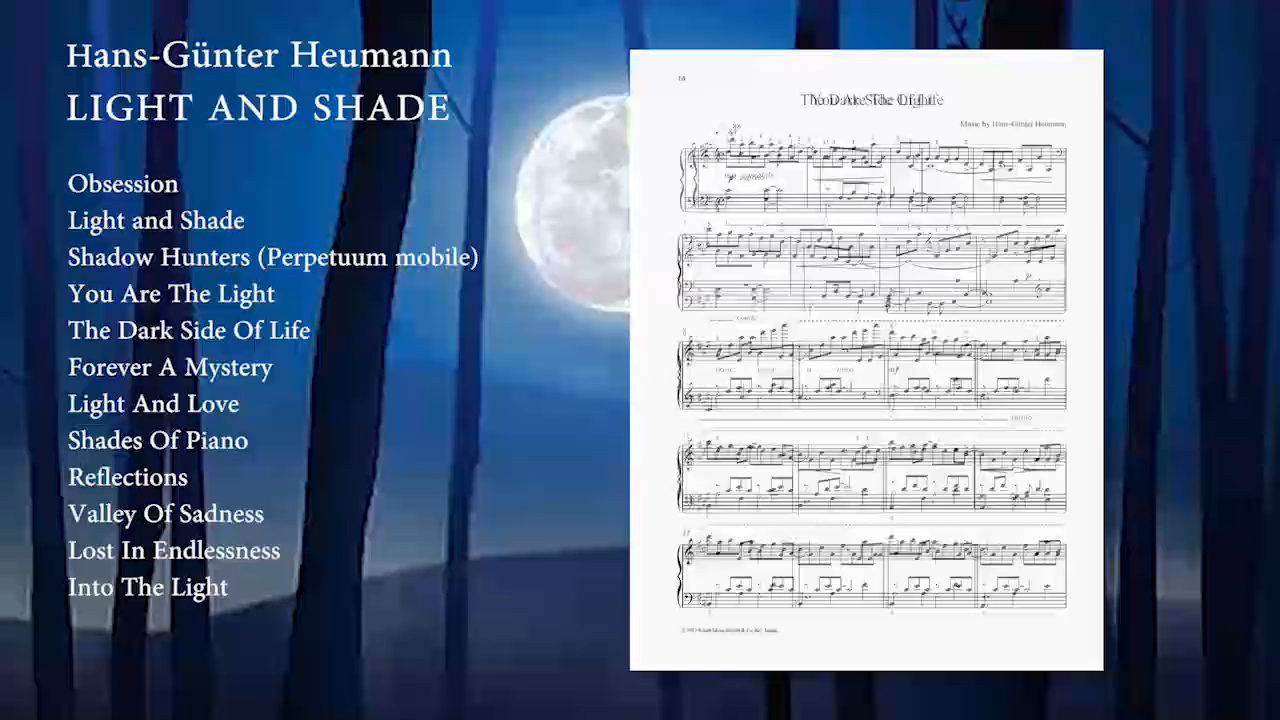 Hans-Günter Heumann
LIGHT AND SHADE
Obsession
Light and Shade
Shadow Hunters (Perpetuum mobile)
You Are The Light
The Dark Side Of Life
Forever A Mystery
Light And Love
Shades Of Piano
Reflections
Valley Of Sadness
Lost In Endlessness
Into The Light
Music by Hans-Günter Heumann